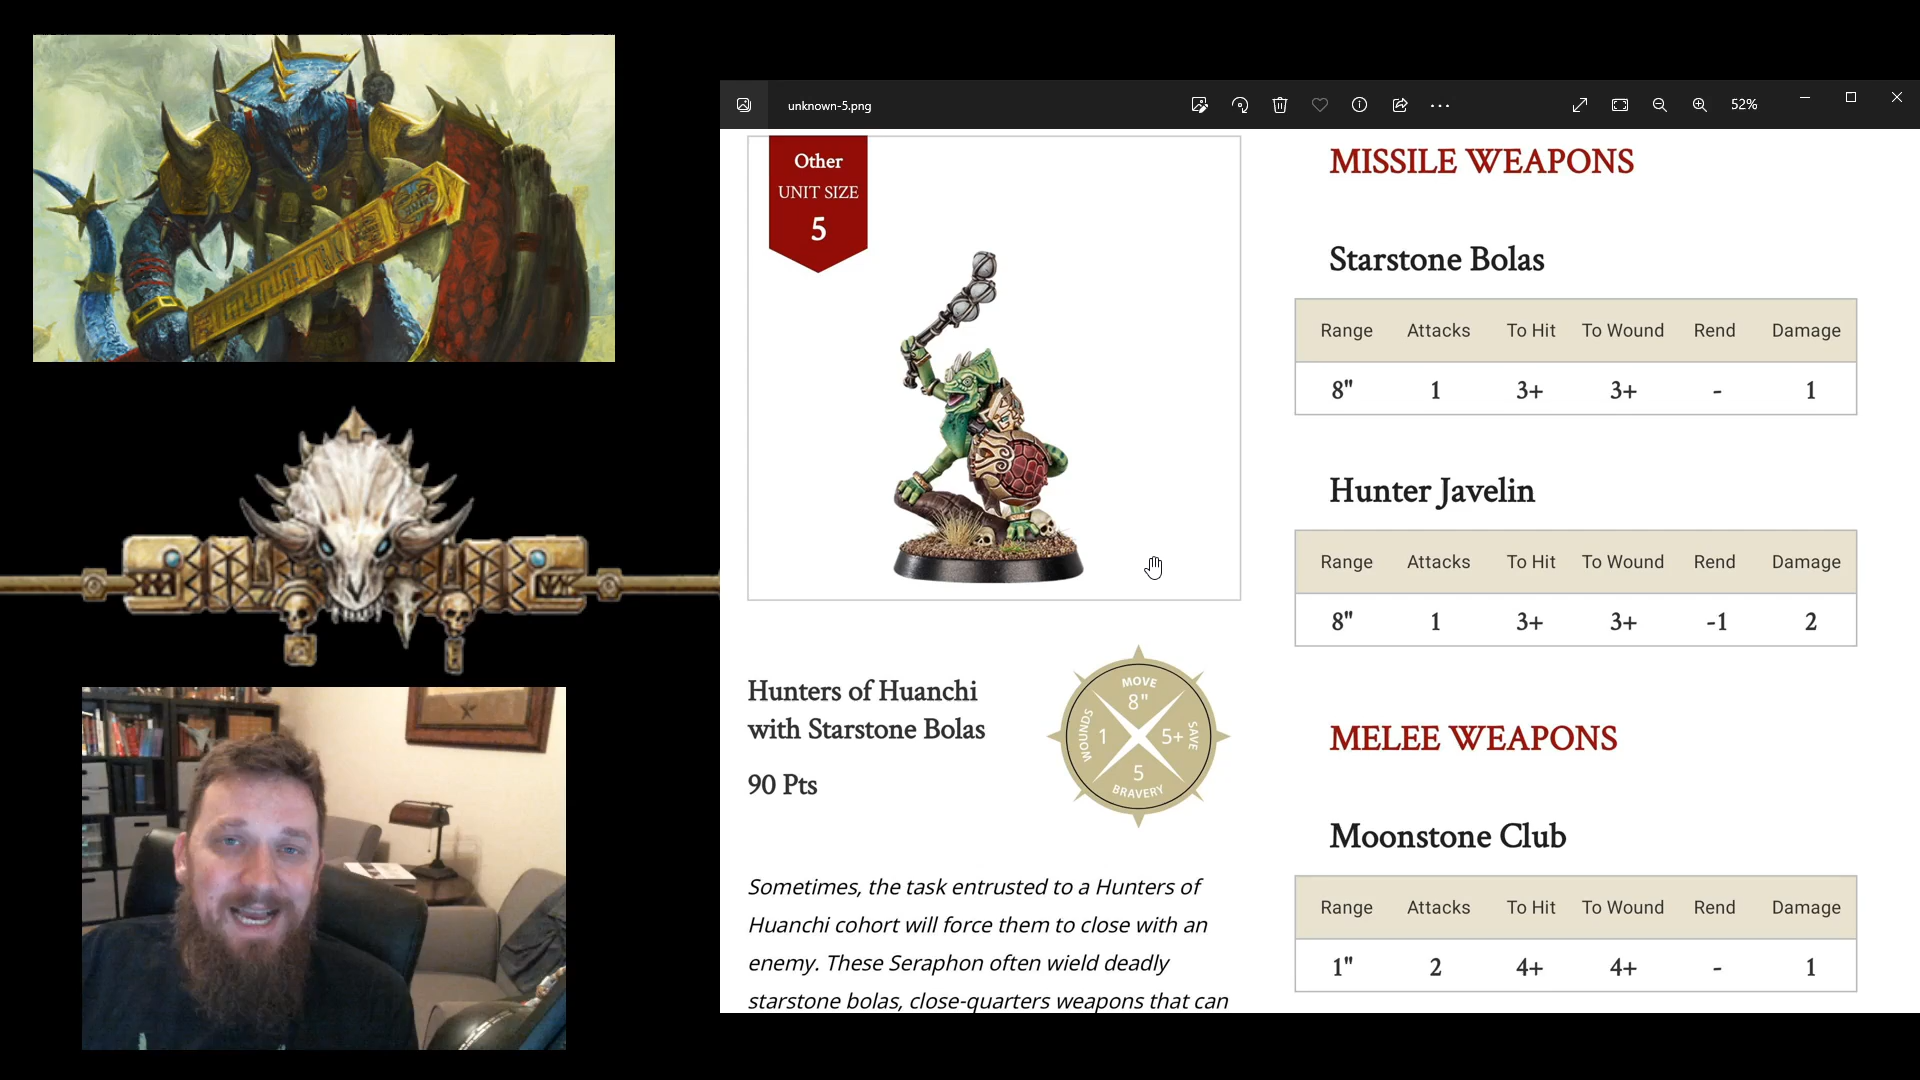 unknown-5.png
52%
Other
UNIT SIZE
5
Hunters of Huanchi
with Starstone Bolas
90 Pts
MOVE
8"
WOUNDS
1
5+
SAVE
5
BRAVERY
Sometimes, the task entrusted to a Hunters of
Huanchi cohort will force them to close with an
enemy. These Seraphon often wield deadly
starstone bolas, close-quarters weapons that can
MISSILE WEAPONS
Starstone Bolas
Range Attacks To Hit To Wound Rend Damage
8" 1 3+ 3+ - 1
Hunter Javelin
Range Attacks To Hit To Wound Rend Damage
8" 1 3+ 3+ -1 2
MELEE WEAPONS
Moonstone Club
Range Attacks To Hit To Wound Rend Damage
1" 2 4+ 4+ - 1